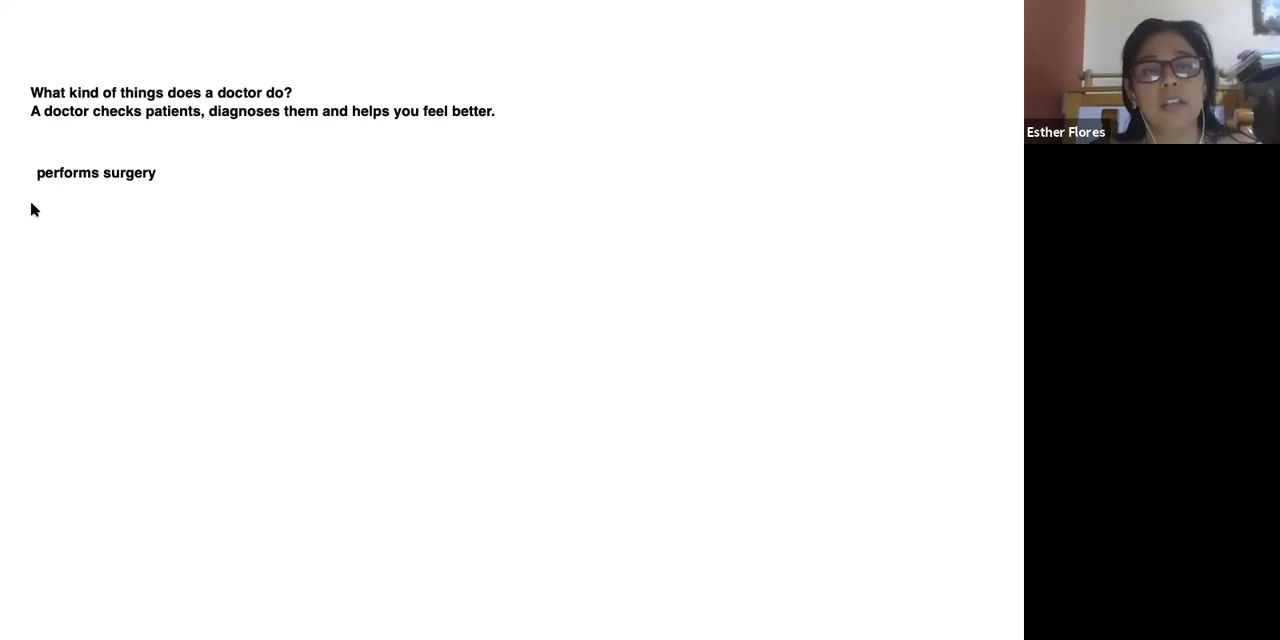 What kind of things does a doctor do?
A doctor checks patients, diagnoses them and helps you feel better.
performs surgery
Esther Flores